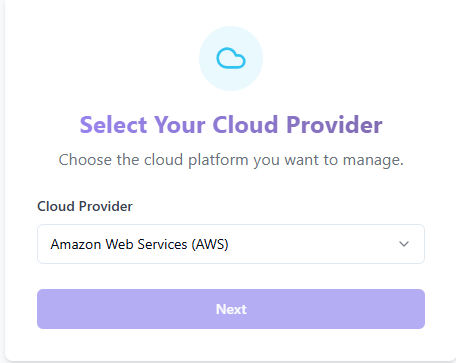 Select Your Cloud Provider
Choose the cloud platform you want to manage.
Cloud Provider
Amazon Web Services (AWS)
Next